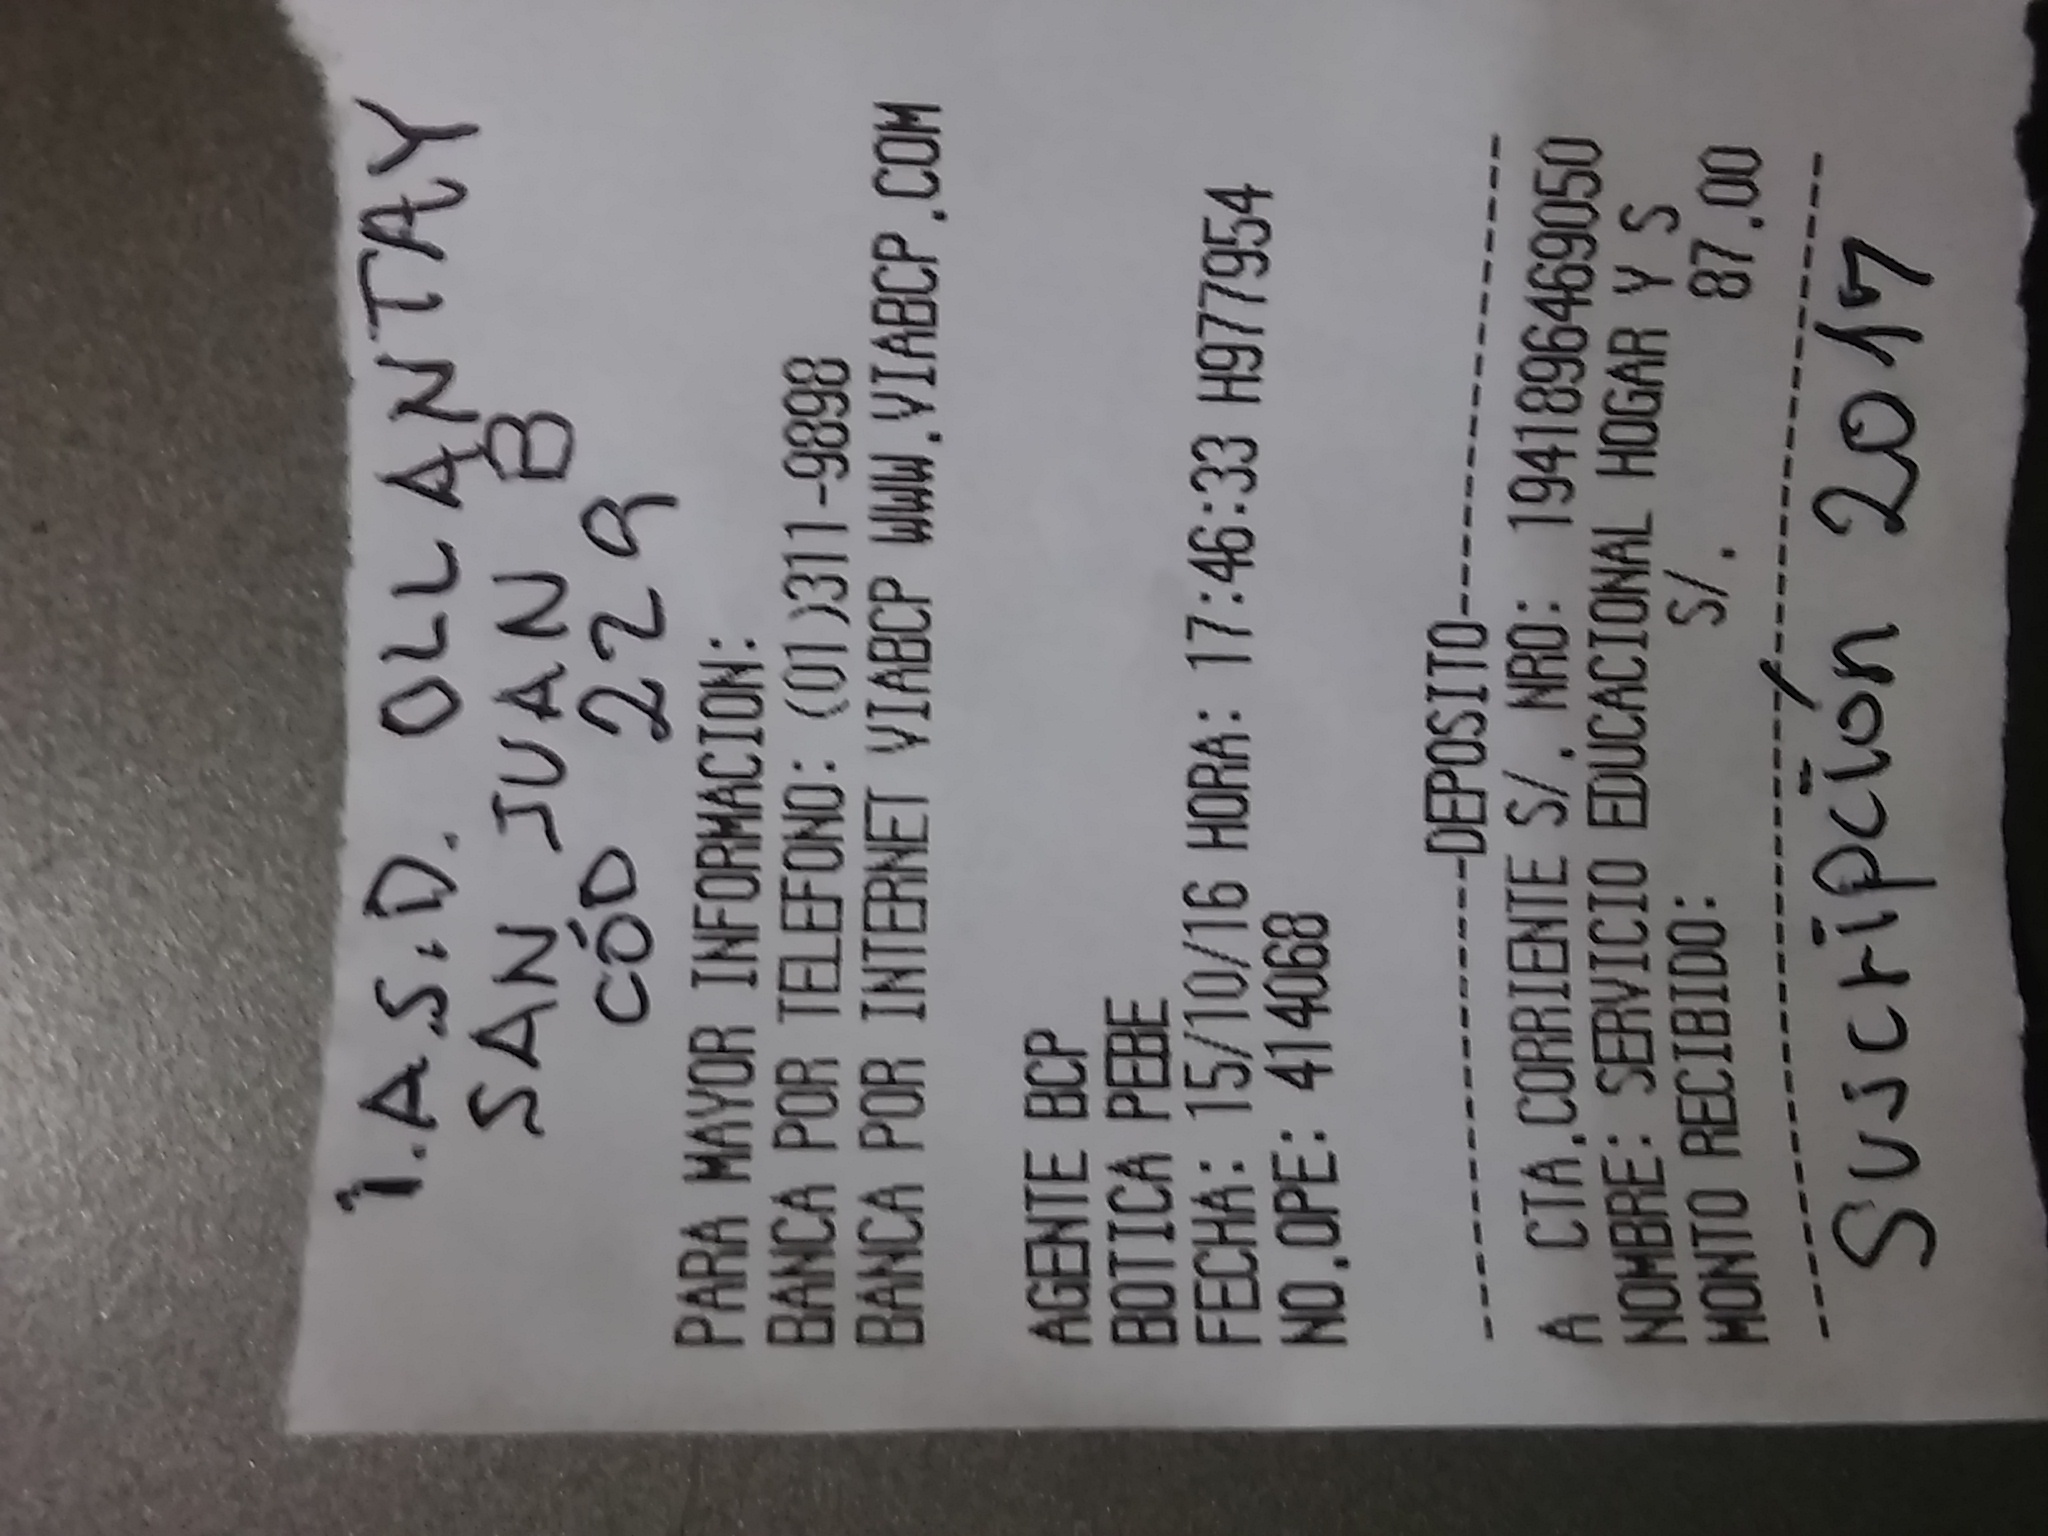 I.A.S.D. OLLANTAY
SAN JUAN B
CÓD 229
PARA MAYOR INFORMACION:
BANCA POR TELEFONO: (01)311-9898
BANCA POR INTERNET VIABCP WWW.VIABCP.COM
AGENTE BCP
BOTICA PEBE
FECHA: 15/10/16 HORA: 17:46:33 H977954
NO.OPE: 414068
----------------DEPOSITO----------------
A CTA.CORRIENTE S/. NRO: 1941896469050
NOMBRE: SERVICIO EDUCACIONAL HOGAR Y S
MONTO RECIBIDO: S/. 87.00
----------------------------------------
Suscripción 2017